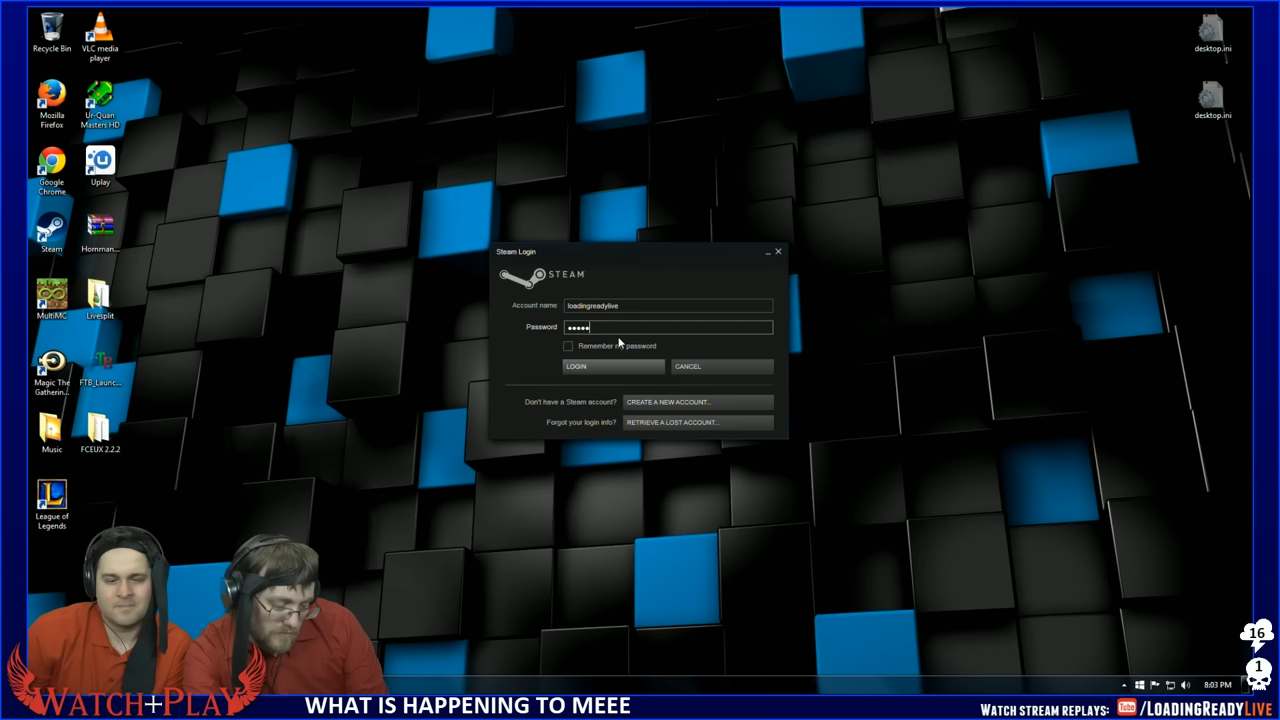 Recycle Bin
VLC media
player
desktop.ini
Mozilla
Firefox
Ur-Quan
Masters HD
desktop.ini
Google
Chrome
Uplay
Steam
Hornman...
MultiMC
Livesplit
Magic The
Gatherin...
FTB_Launc...
Music
FCEUX 2.2.2
League of
Legends
Steam Login
STEAM
Account name
loadingreadylive
Password
Remember my password
LOGIN
CANCEL
Don't have a Steam account?
CREATE A NEW ACCOUNT...
Forgot your login info?
RETRIEVE A LOST ACCOUNT...
16
1
8:03 PM
WATCH+PLAY
WHAT IS HAPPENING TO MEEE
WATCH STREAM REPLAYS: You Tube /LOADINGREADYLIVE